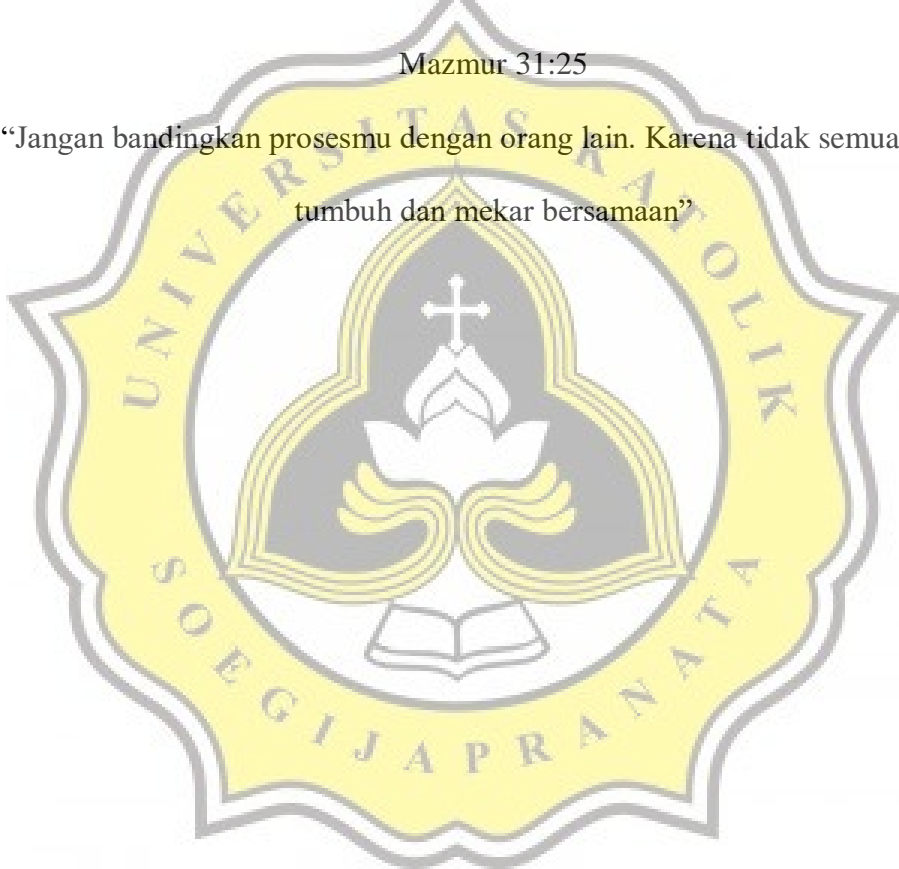 Mazmur 31:25
“Jangan bandingkan prosesmu dengan orang lain. Karena tidak semua
tumbuh dan mekar bersamaan”
UNIVERSITAS KATOLIK
SOEGIJAPRANATA